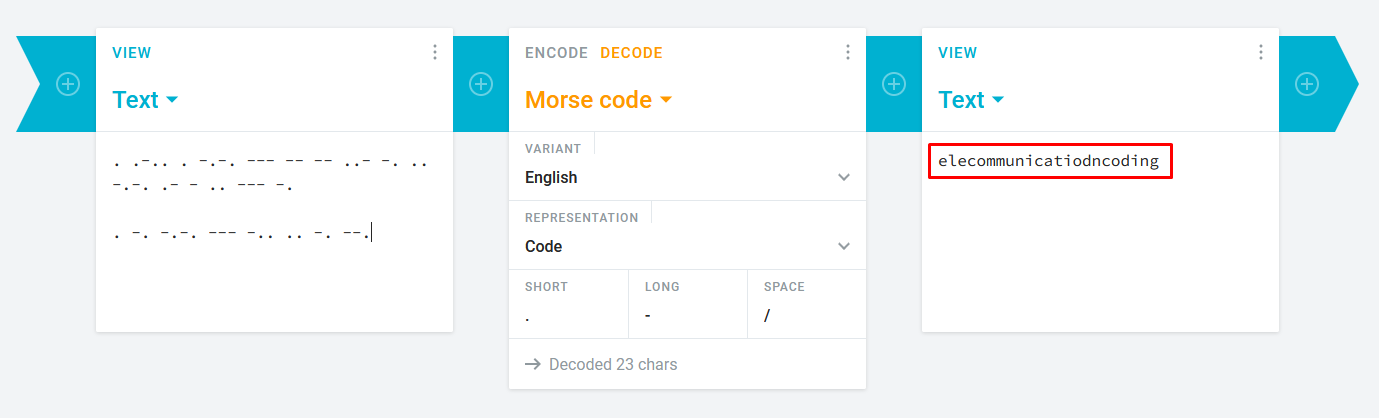 VIEW
Text
. .-.. . -.-. --- -- -- ..- -. ..
-.-. .- - .. --- -.
. -. -.-. --- -.. .. -. --.
ENCODE DECODE
Morse code
VARIANT
English
REPRESENTATION
Code
SHORT LONG SPACE
. - /
→ Decoded 23 chars
VIEW
Text
elecommunicatiodncoding